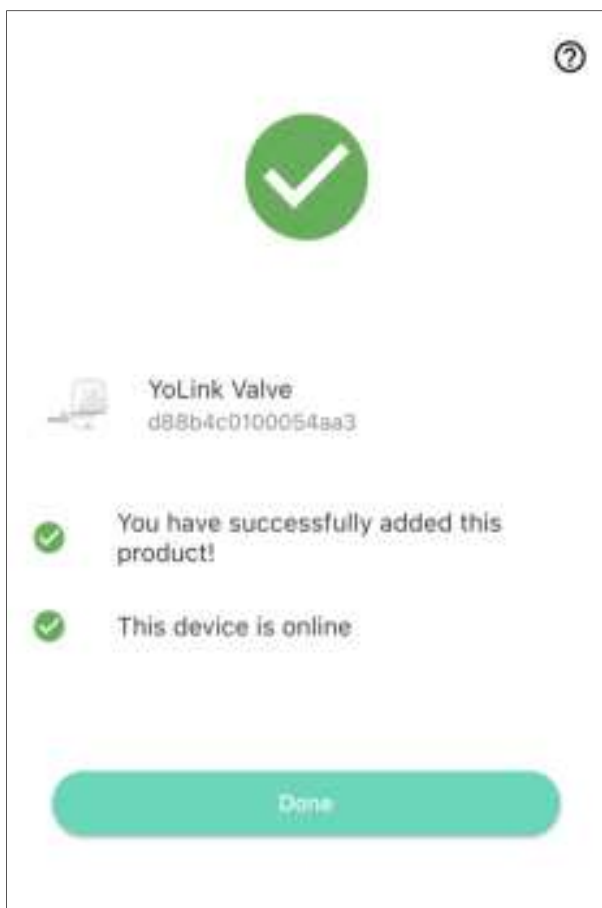 YoLink Valve
d88b4c0100054aa3
You have successfully added this
product!
This device is online
Done